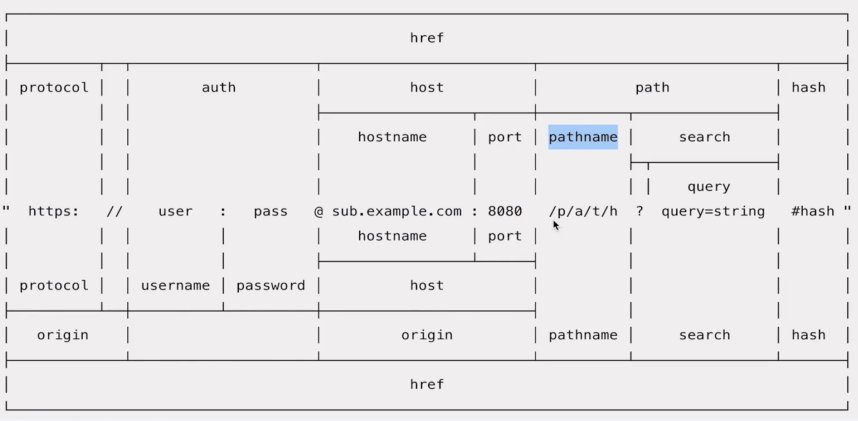 href
protocol auth host path hash
hostname port pathname search
query
" https: // user : pass @ sub.example.com : 8080 /p/a/t/h ? query=string #hash "
hostname port
protocol username password host
origin origin pathname search hash
href